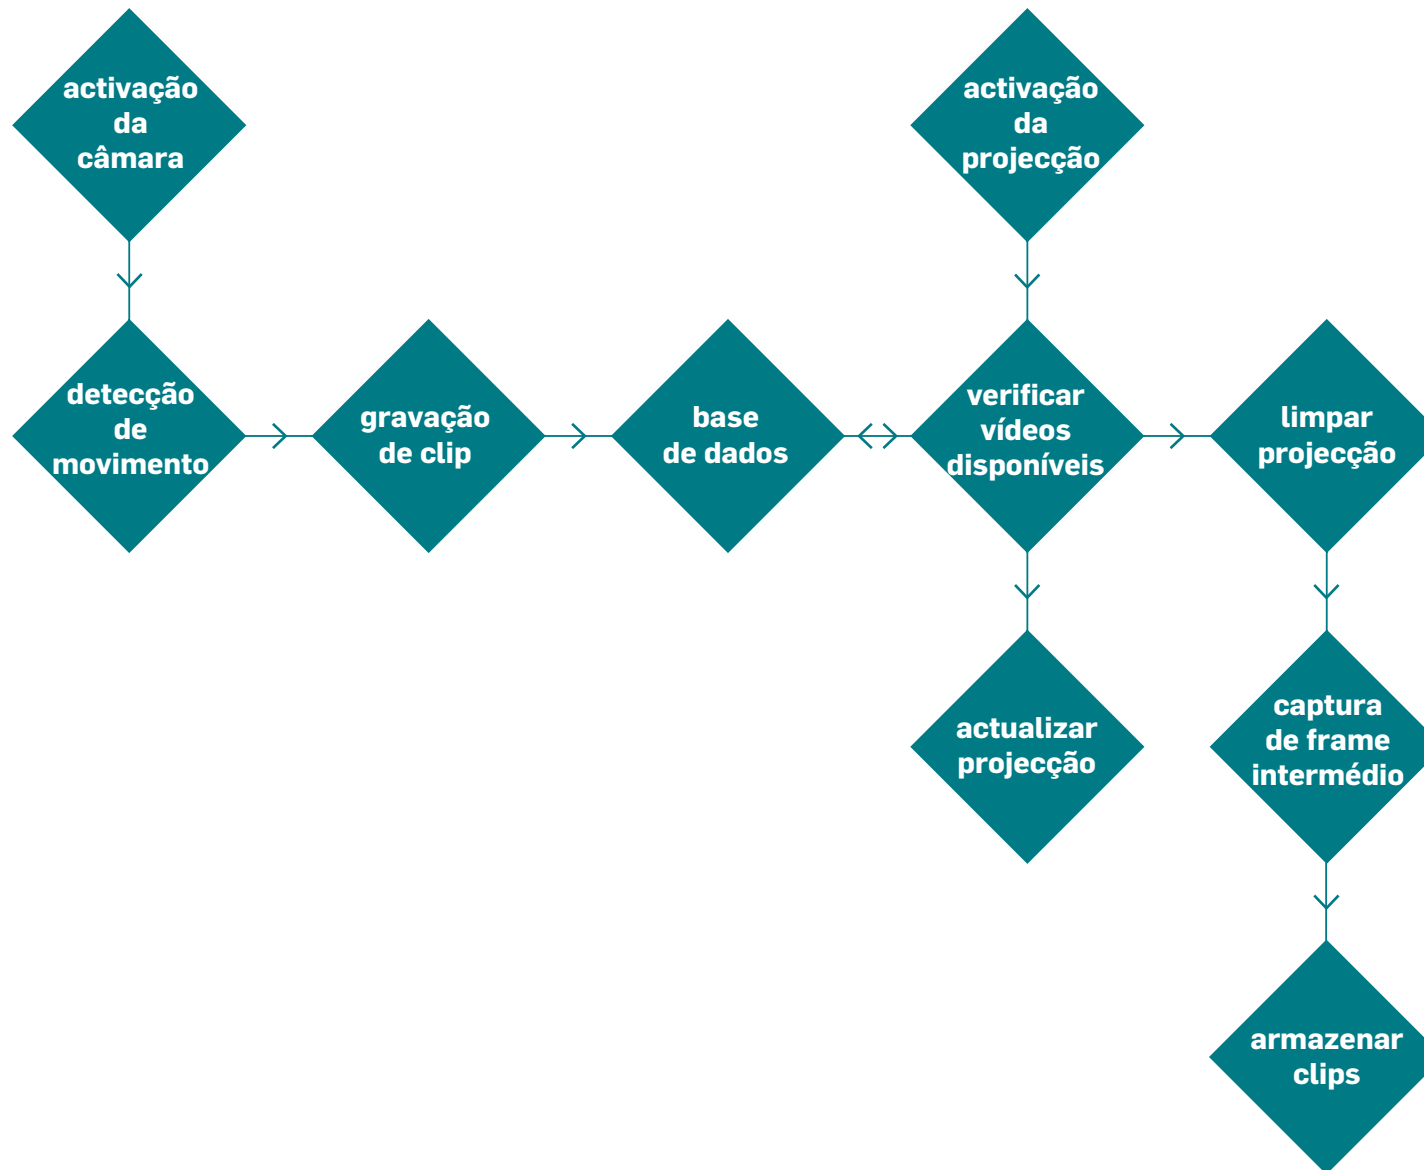 activação
da
câmara
activação
da
projecção
detecção
de
movimento
gravação
de clip
base
de dados
verificar
vídeos
disponíveis
limpar
projecção
actualizar
projecção
captura
de frame
intermédio
armazenar
clips